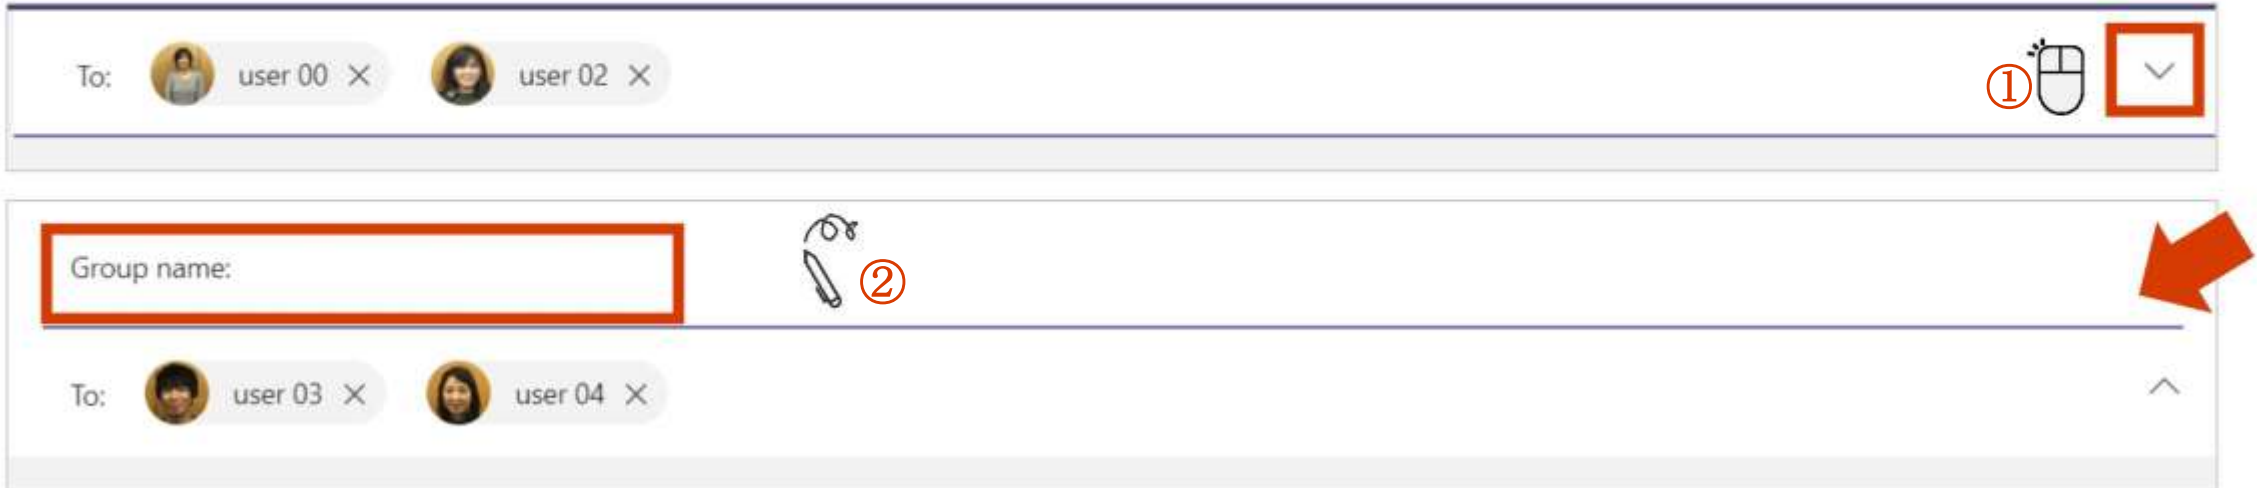 To: user 00 × user 02 × ①
Group name: ②
To: user 03 × user 04 ×